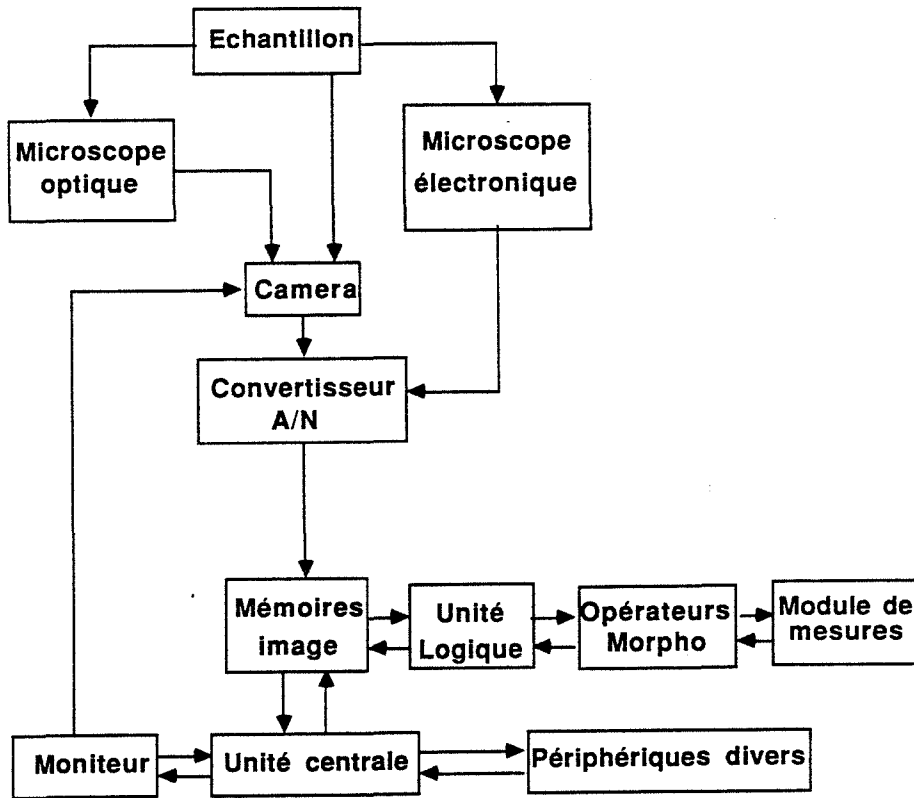 Echantillon
Microscope
optique
Microscope
électronique
Camera
Convertisseur
A/N
Mémoires
image
Unité
Logique
Opérateurs
Morpho
Module de
mesures
Moniteur
Unité centrale
Périphériques divers